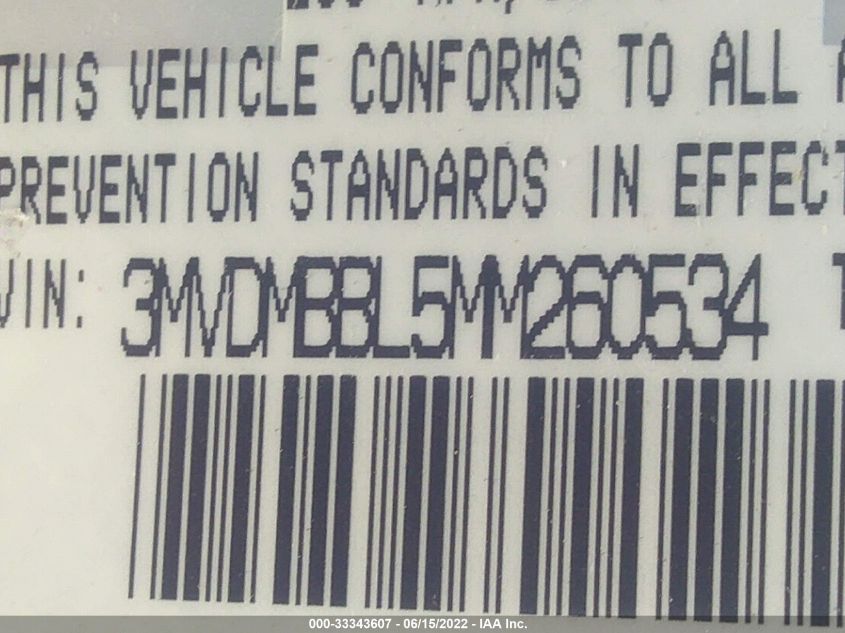 THIS VEHICLE CONFORMS TO ALL
PREVENTION STANDARDS IN EFFECT
VIN: 3MVDMBBL5MM260534
000-33343607 - 06/15/2022 - IAA Inc.